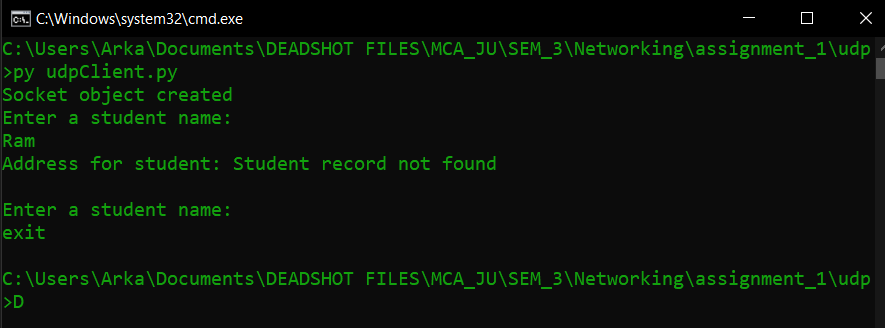 C:\Windows\system32\cmd.exe
C:\Users\Arka\Documents\DEADSHOT FILES\MCA_JU\SEM_3\Networking\assignment_1\udp
>py udpClient.py
Socket object created
Enter a student name:
Ram
Address for student: Student record not found
Enter a student name:
exit
C:\Users\Arka\Documents\DEADSHOT FILES\MCA_JU\SEM_3\Networking\assignment_1\udp
>D